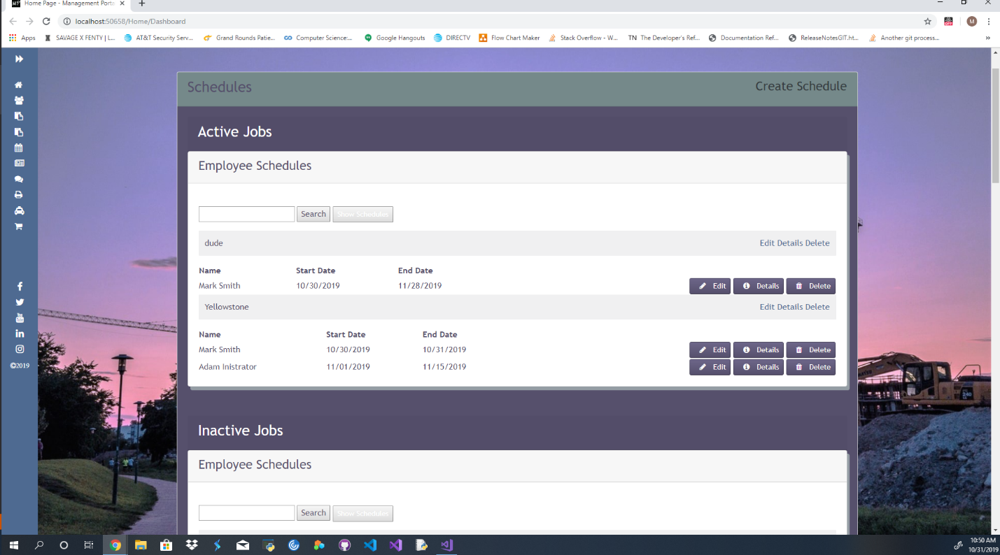 Home Page - Management Porta
localhost:50658/Home/Dashboard
Apps SAVAGE X FENTY | L... AT&T Security Serv... Grand Rounds Patie... Computer Science:... Google Hangouts DIRECTV Flow Chart Maker Stack Overflow - W... TN The Developer's Ref... Documentation Ref... ReleaseNotesGIT.ht... Another git process... »
Schedules Create Schedule
Active Jobs
Employee Schedules
Search Show Schedules
dude Edit Details Delete
Name Start Date End Date
Mark Smith 10/30/2019 11/28/2019 Edit Details Delete
Yellowstone Edit Details Delete
Name Start Date End Date
Mark Smith 10/30/2019 10/31/2019 Edit Details Delete
Adam Inistrator 11/01/2019 11/15/2019 Edit Details Delete
©2019
Inactive Jobs
Employee Schedules
Search Show Schedules
10:50 AM
10/31/2019